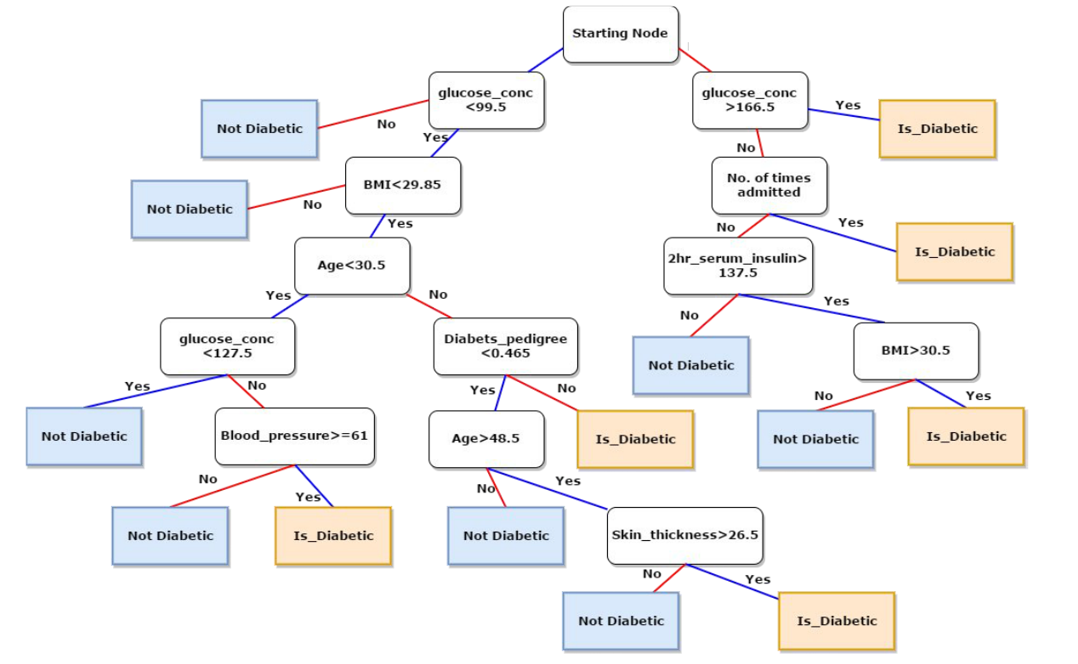 Starting Node
glucose_conc
<99.5
glucose_conc
>166.5
Yes
Is_Diabetic
Not Diabetic
No
Yes
No
BMI<29.85
No. of times
admitted
Not Diabetic
No
Yes
No
Yes
Is_Diabetic
Age<30.5
2hr_serum_insulin>
137.5
Yes
No
Yes
No
glucose_conc
<127.5
Diabets_pedigree
<0.465
BMI>30.5
Not Diabetic
Yes
No
Yes
No
No
Yes
Not Diabetic
Blood_pressure>=61
Age>48.5
Is_Diabetic
Not Diabetic
Is_Diabetic
No
Yes
No
Yes
Not Diabetic
Is_Diabetic
Not Diabetic
Skin_thickness>26.5
No
Yes
Not Diabetic
Is_Diabetic